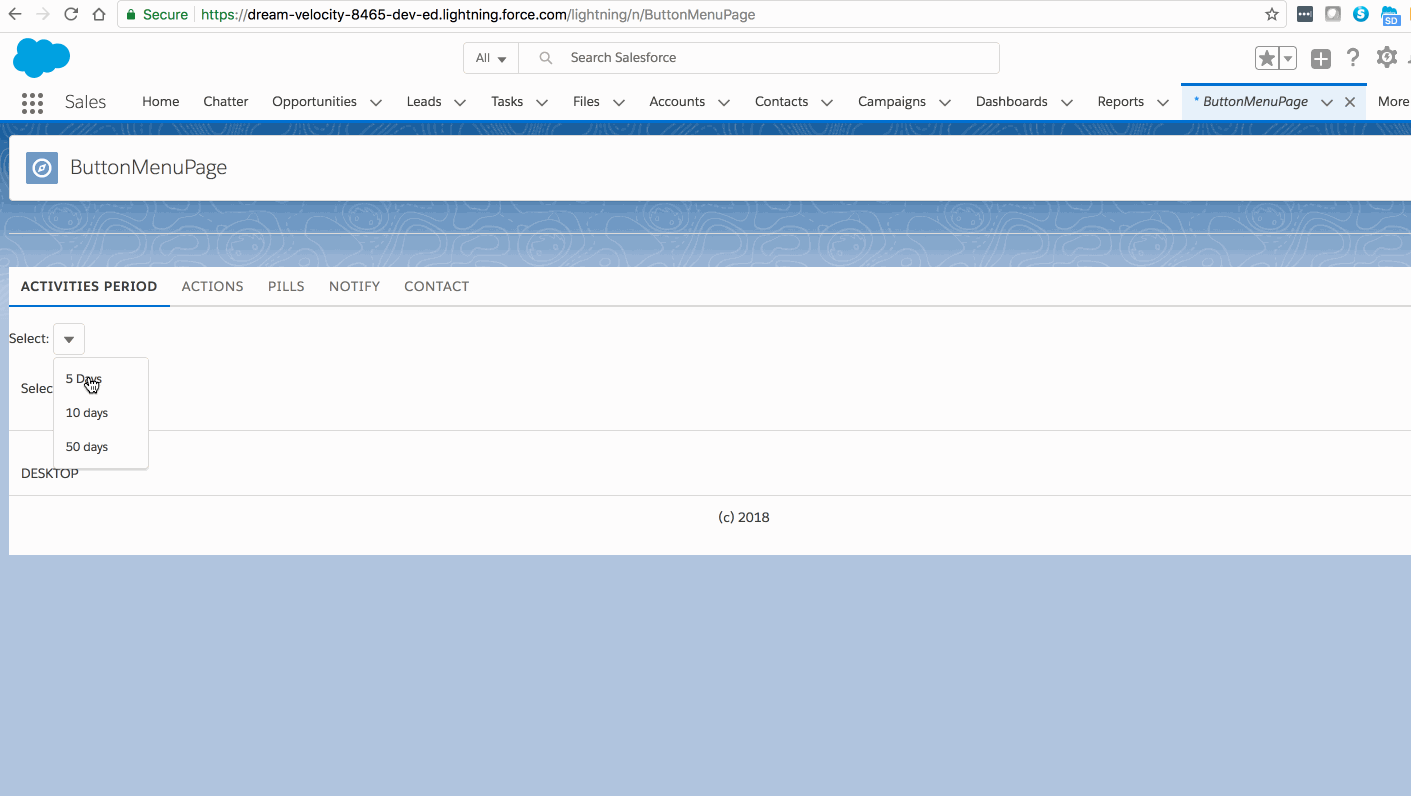 Secure https://dream-velocity-8465-dev-ed.lightning.force.com/lightning/n/ButtonMenuPage
SD
All Search Salesforce
Sales Home Chatter Opportunities Leads Tasks Files Accounts Contacts Campaigns Dashboards Reports * ButtonMenuPage More
ButtonMenuPage
ACTIVITIES PERIOD ACTIONS PILLS NOTIFY CONTACT
Select:
5 Days
Selec
10 days
50 days
DESKTOP
(c) 2018